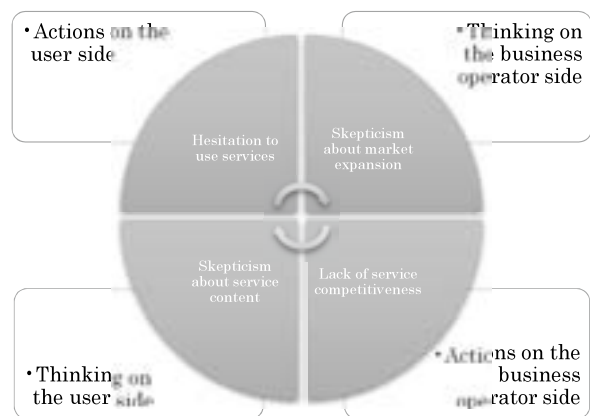 • Actions on the
user side
• Thinking on
the business
operator side
Hesitation to
use services
Skepticism
about market
expansion
Skepticism
about service
content
Lack of service
competitiveness
• Thinking on
the user side
• Actions on the
business
operator side